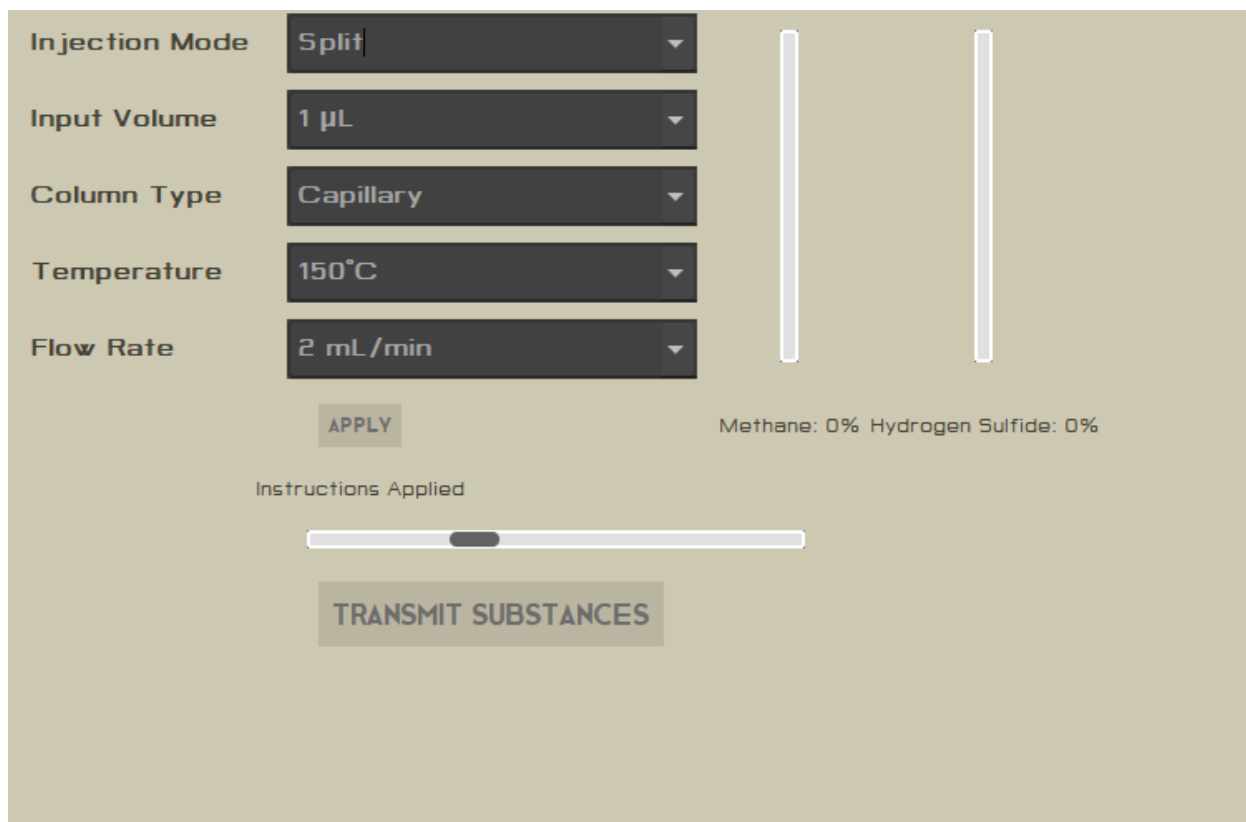 Injection Mode Split
Input Volume 1 µL
Column Type Capillary
Temperature 150°C
Flow Rate 2 mL/min
APPLY
Methane: 0% Hydrogen Sulfide: 0%
Instructions Applied
TRANSMIT SUBSTANCES